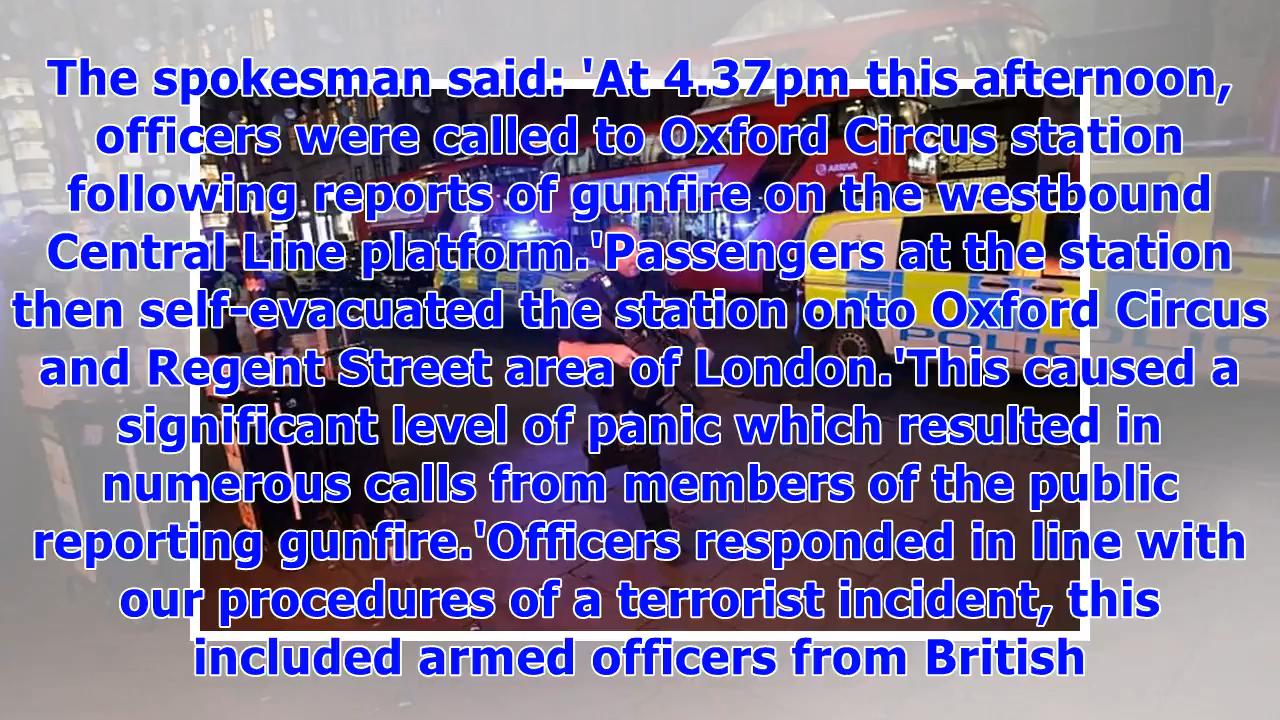 The spokesman said: 'At 4.37pm this afternoon,
officers were called to Oxford Circus station
following reports of gunfire on the westbound
Central Line platform.'Passengers at the station
then self-evacuated the station onto Oxford Circus
and Regent Street area of London.'This caused a
significant level of panic which resulted in
numerous calls from members of the public
reporting gunfire.'Officers responded in line with
our procedures of a terrorist incident, this
included armed officers from British
ARRIVA
POLICE